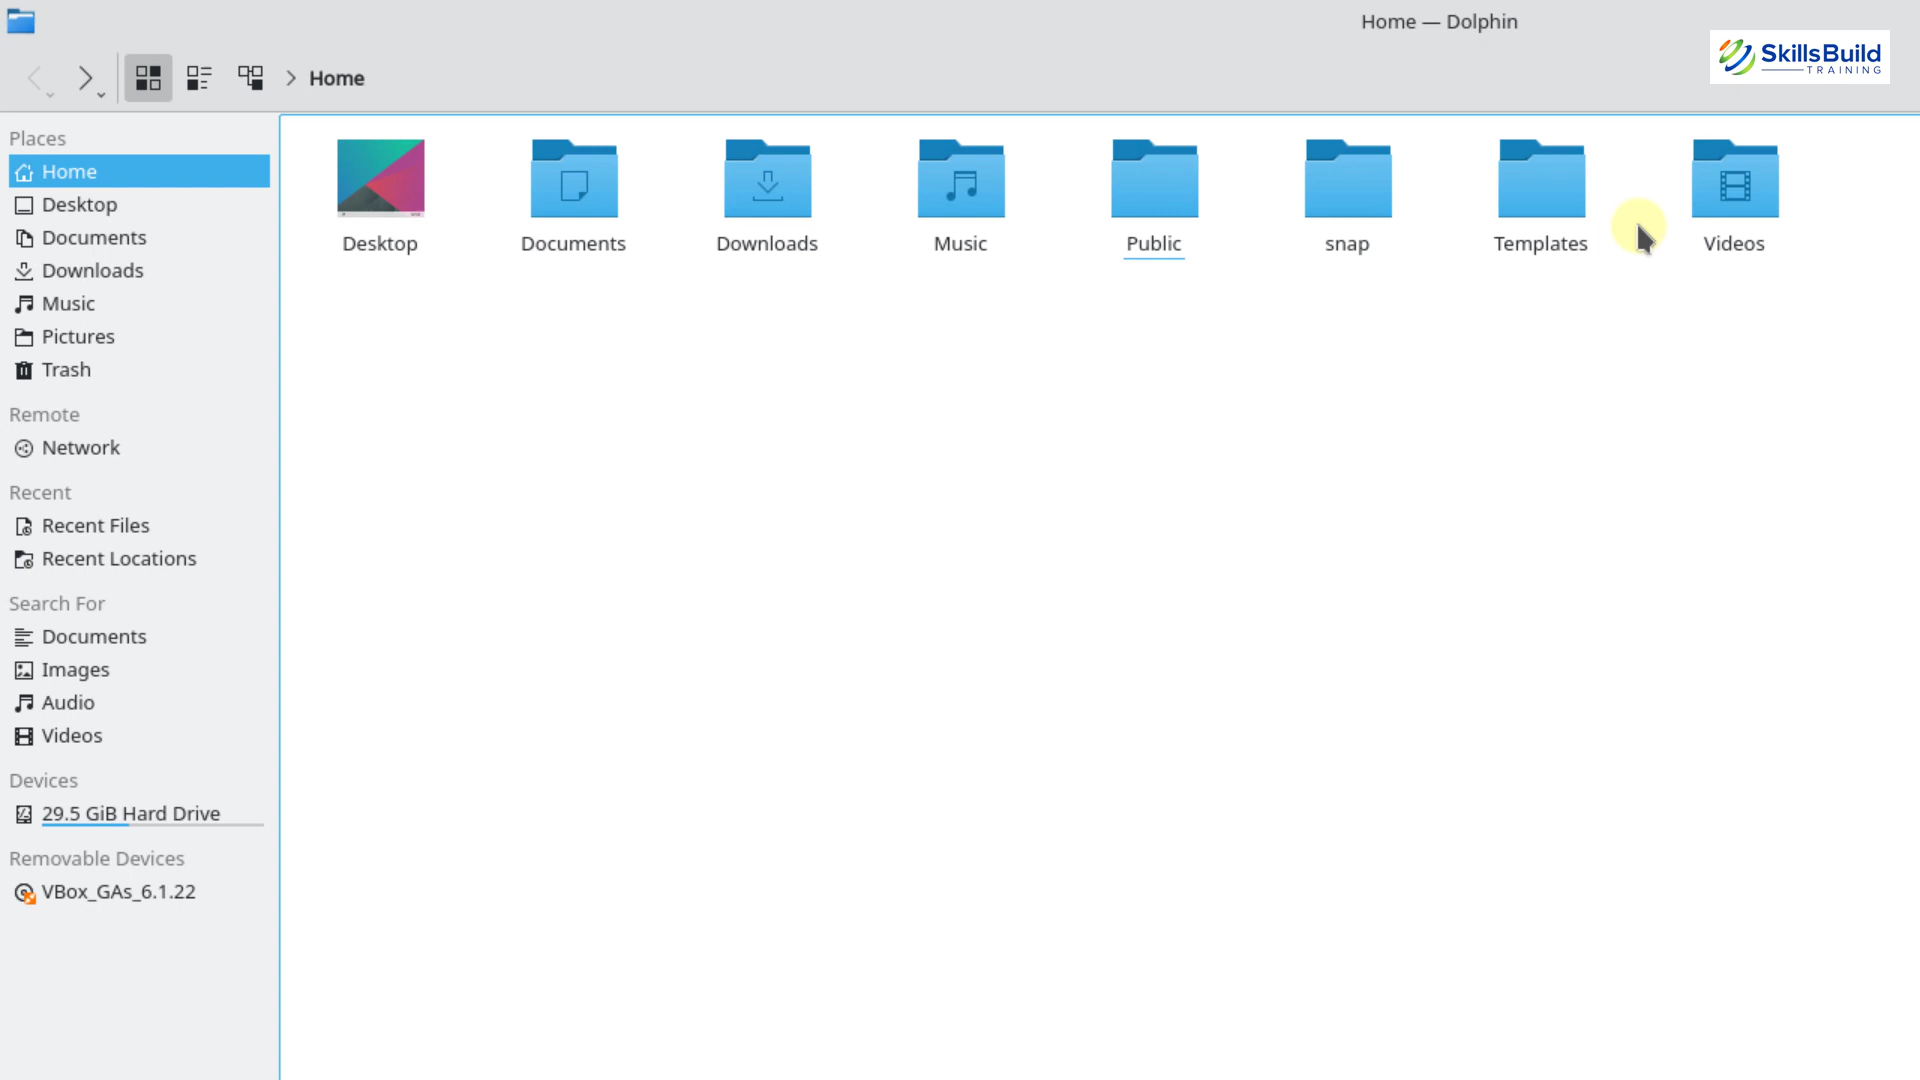 Home — Dolphin
SkillsBuild
TRAINING
Home
Places
Home
Desktop
Documents
Downloads
Music
Pictures
Trash
Remote
Network
Recent
Recent Files
Recent Locations
Search For
Documents
Images
Audio
Videos
Devices
29.5 GiB Hard Drive
Removable Devices
VBox_GAs_6.1.22
Desktop
Documents
Downloads
Music
Public
snap
Templates
Videos